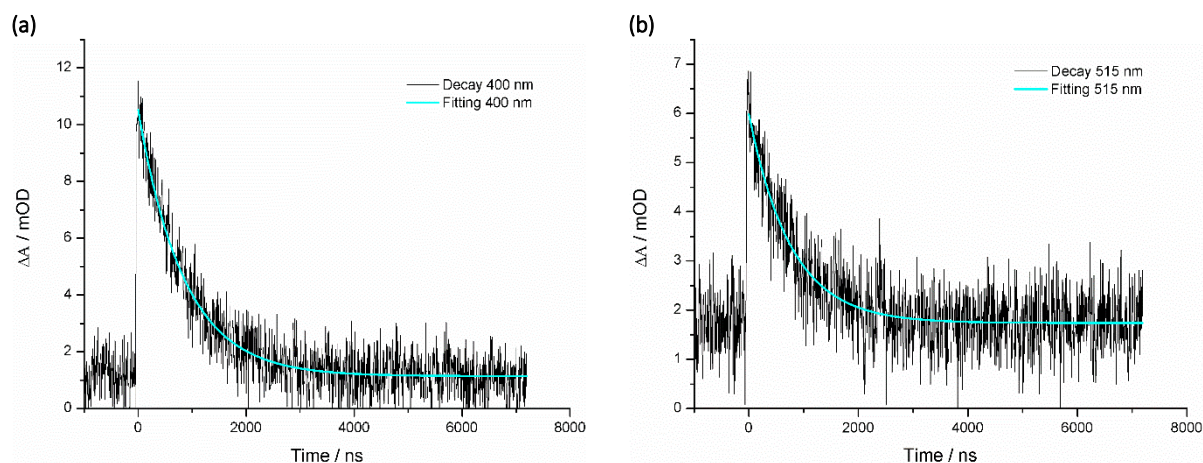 (a)
Decay 400 nm
Fitting 400 nm
12
10
8
6
4
2
0
ΔA / mOD
0 2000 4000 6000 8000
Time / ns
(b)
Decay 515 nm
Fitting 515 nm
7
6
5
4
3
2
1
0
ΔA / mOD
0 2000 4000 6000 8000
Time / ns